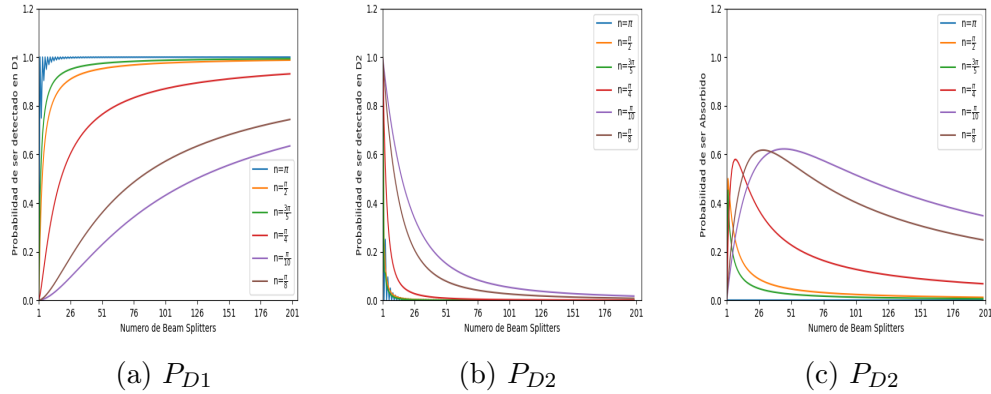 1.2
1.0
0.8
0.6
0.4
0.2
0.0
Probabilidad de ser detectado en D1
n=π
n=π/2
n=3π/5
n=π/4
n=π/10
n=π/8
1 26 51 76 101 126 151 176 201
Numero de Beam Splitters
(a) P_{D1}
1.2
1.0
0.8
0.6
0.4
0.2
0.0
Probabilidad de ser detectado en D2
n=π
n=π/2
n=3π/5
n=π/4
n=π/10
n=π/8
1 26 51 76 101 126 151 176 201
Numero de Beam Splitters
(b) P_{D2}
1.2
1.0
0.8
0.6
0.4
0.2
0.0
Probabilidad de ser Absorbido
n=π
n=π/2
n=3π/5
n=π/4
n=π/10
n=π/8
1 26 51 76 101 126 151 176 201
Numero de Beam Splitters
(c) P_{D2}